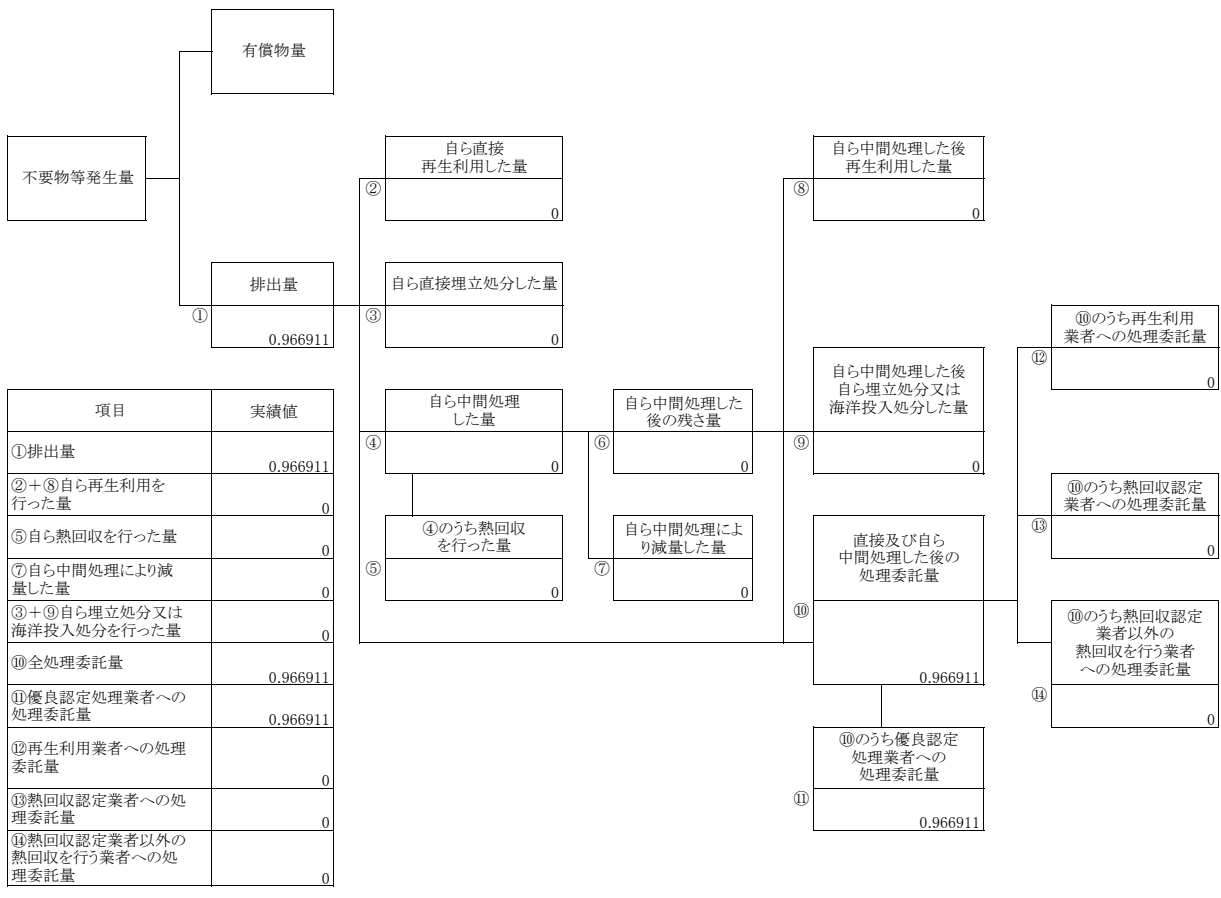 有償物量
不要物等発生量
排出量
①
0.966911
自ら直接
再生利用した量
②
0
自ら直接埋立処分した量
③
0
自ら中間処理
した量
④
0
④のうち熱回収
を行った量
⑤
0
自ら中間処理した
後の残さ量
⑥
0
自ら中間処理によ
り減量した量
⑦
0
自ら中間処理した後
再生利用した量
⑧
0
自ら中間処理した後
自ら埋立処分又は
海洋投入処分した量
⑨
0
直接及び自ら
中間処理した後の
処理委託量
⑩
0.966911
⑩のうち優良認定
処理業者への
処理委託量
⑪
0.966911
⑩のうち再生利用
業者への処理委託量
⑫
0
⑩のうち熱回収認定
業者への処理委託量
⑬
0
⑩のうち熱回収認定
業者以外の
熱回収を行う業者
への処理委託量
⑭
0
項目 実績値
①排出量
0.966911
②＋⑧自ら再生利用を
行った量
0
⑤自ら熱回収を行った量
0
⑦自ら中間処理により減
量した量
0
③＋⑨自ら埋立処分又は
海洋投入処分を行った量
0
⑩全処理委託量
0.966911
⑪優良認定処理業者への
処理委託量
0.966911
⑫再生利用業者への処理
委託量
0
⑬熱回収認定業者への処
理委託量
0
⑭熱回収認定業者以外の
熱回収を行う業者への処
理委託量
0